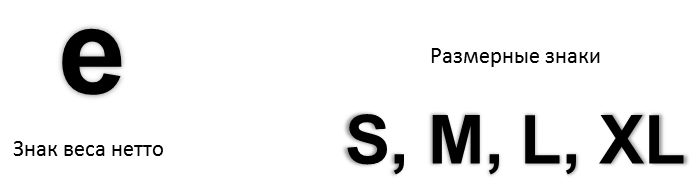 е
Знак веса нетто
Размерные знаки
S, M, L, XL